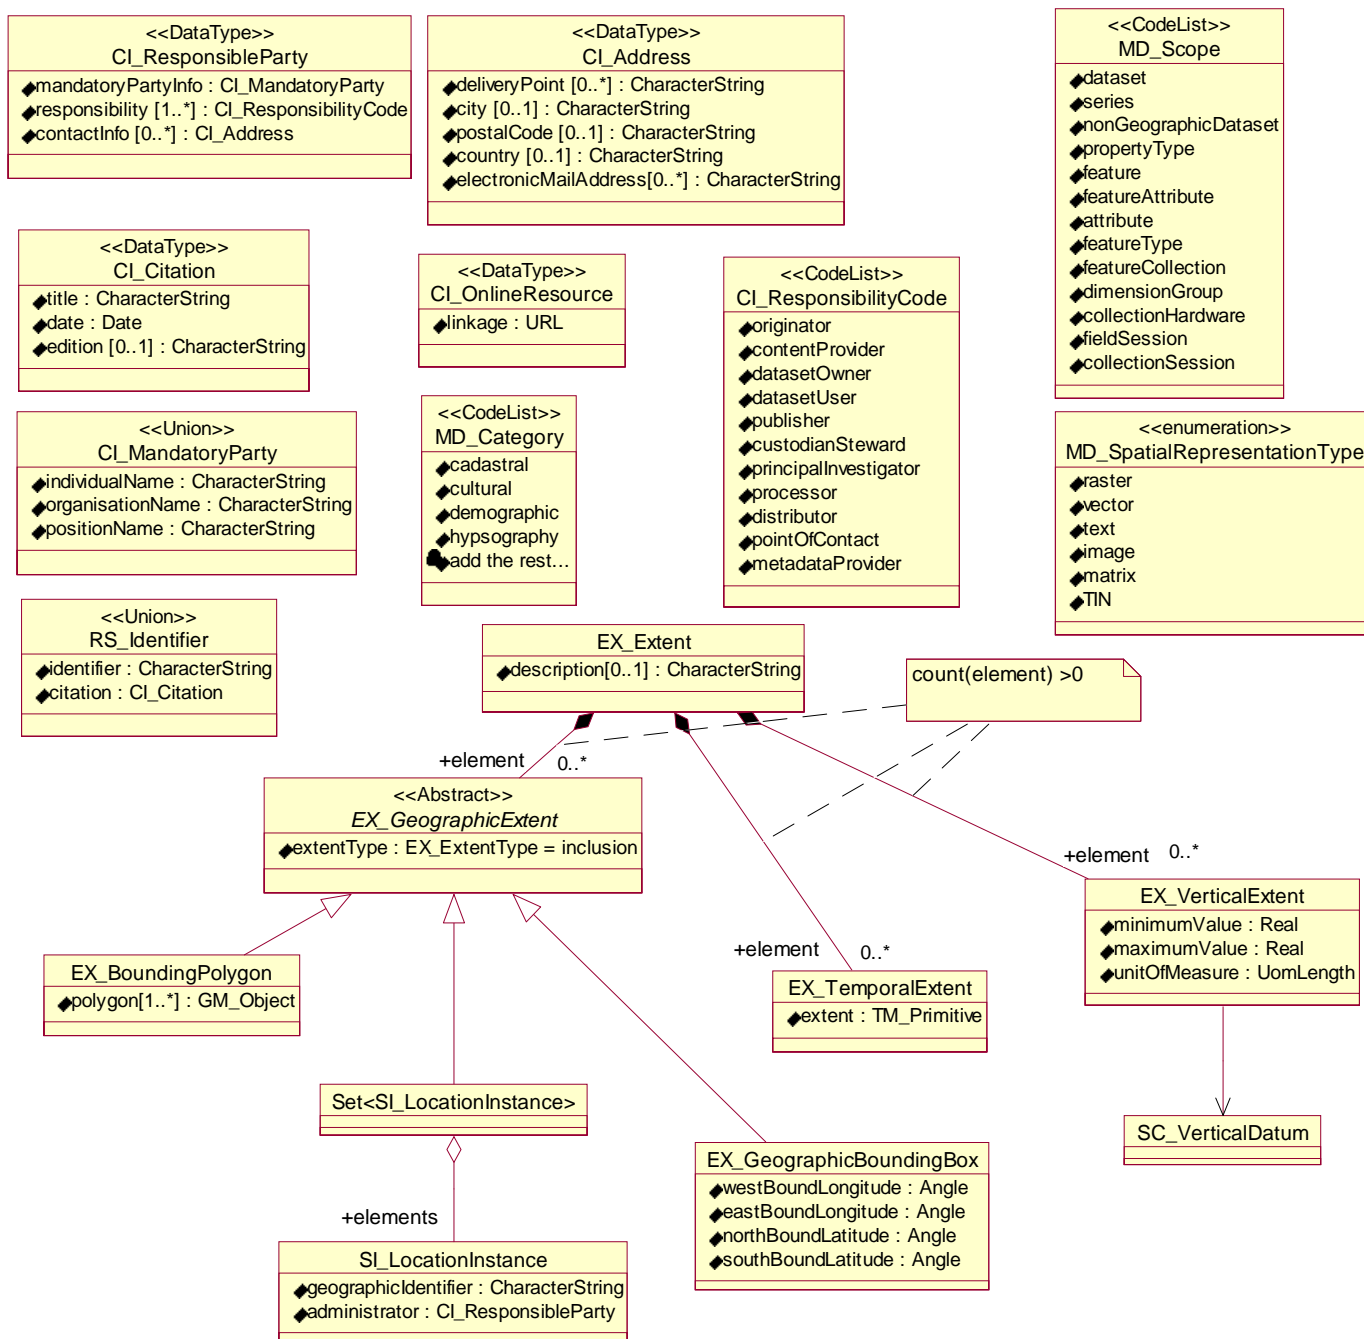 <<DataType>>
CI_ResponsibleParty
mandatoryPartyInfo : CI_MandatoryParty
responsibility [1..*] : CI_ResponsibilityCode
contactInfo [0..*] : CI_Address
<<DataType>>
CI_Address
deliveryPoint [0..*] : CharacterString
city [0..1] : CharacterString
postalCode [0..1] : CharacterString
country [0..1] : CharacterString
electronicMailAddress[0..*] : CharacterString
<<CodeList>>
MD_Scope
dataset
series
nonGeographicDataset
propertyType
feature
featureAttribute
attribute
featureType
featureCollection
dimensionGroup
collectionHardware
fieldSession
collectionSession
<<DataType>>
CI_Citation
title : CharacterString
date : Date
edition [0..1] : CharacterString
<<DataType>>
CI_OnlineResource
linkage : URL
<<CodeList>>
CI_ResponsibilityCode
originator
contentProvider
datasetOwner
datasetUser
publisher
custodianSteward
principalInvestigator
processor
distributor
pointOfContact
metadataProvider
<<Union>>
CI_MandatoryParty
individualName : CharacterString
organisationName : CharacterString
positionName : CharacterString
<<CodeList>>
MD_Category
cadastral
cultural
demographic
hypsography
add the rest...
<<enumeration>>
MD_SpatialRepresentationType
raster
vector
text
image
matrix
TIN
<<Union>>
RS_Identifier
identifier : CharacterString
citation : CI_Citation
EX_Extent
description[0..1] : CharacterString
count(element) >0
+element
0..*
<<Abstract>>
EX_GeographicExtent
extentType : EX_ExtentType = inclusion
+element
0..*
EX_VerticalExtent
minimumValue : Real
maximumValue : Real
unitOfMeasure : UomLength
+element
0..*
EX_TemporalExtent
extent : TM_Primitive
EX_BoundingPolygon
polygon[1..*] : GM_Object
Set<SI_LocationInstance>
SC_VerticalDatum
EX_GeographicBoundingBox
westBoundLongitude : Angle
eastBoundLongitude : Angle
northBoundLatitude : Angle
southBoundLatitude : Angle
+elements
SI_LocationInstance
geographicIdentifier : CharacterString
administrator : CI_ResponsibleParty